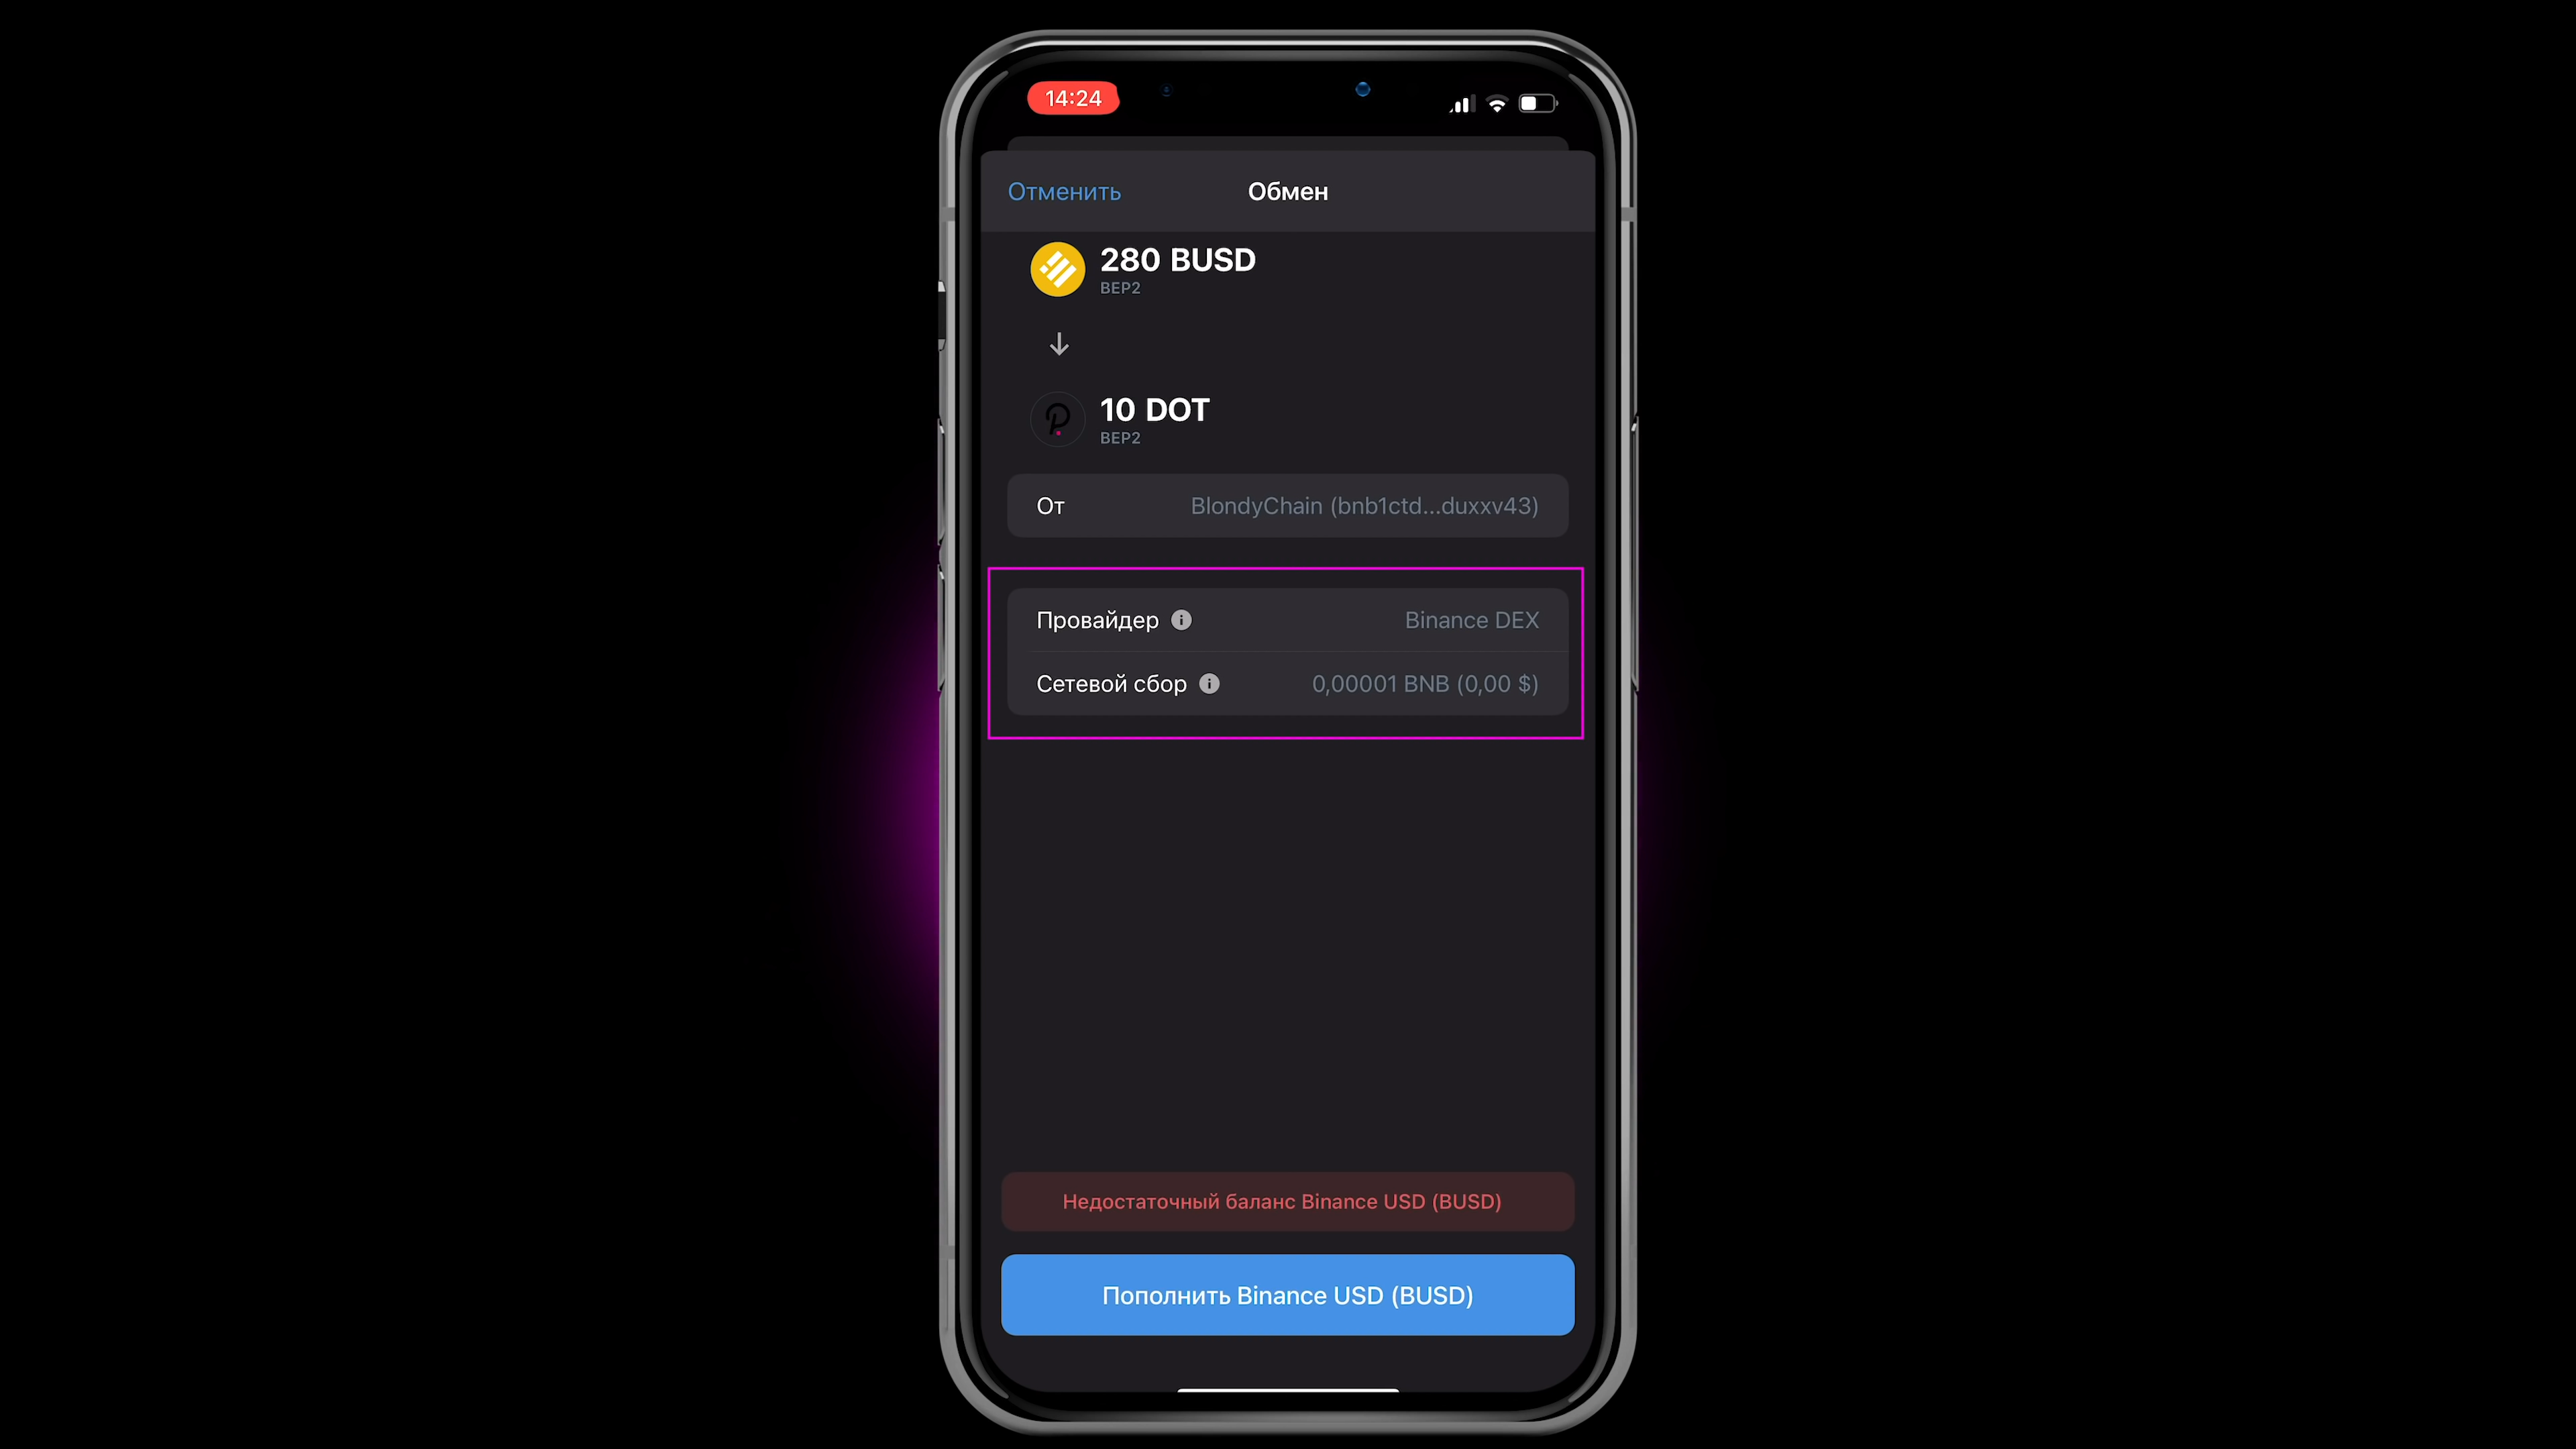 14:24
Отменить
Обмен
280 BUSD
BEP2
10 DOT
BEP2
От
BlondyChain (bnb1ctd...duxxv43)
Провайдер
Binance DEX
Сетевой сбор
0,00001 BNB (0,00 $)
Недостаточный баланс Binance USD (BUSD)
Пополнить Binance USD (BUSD)